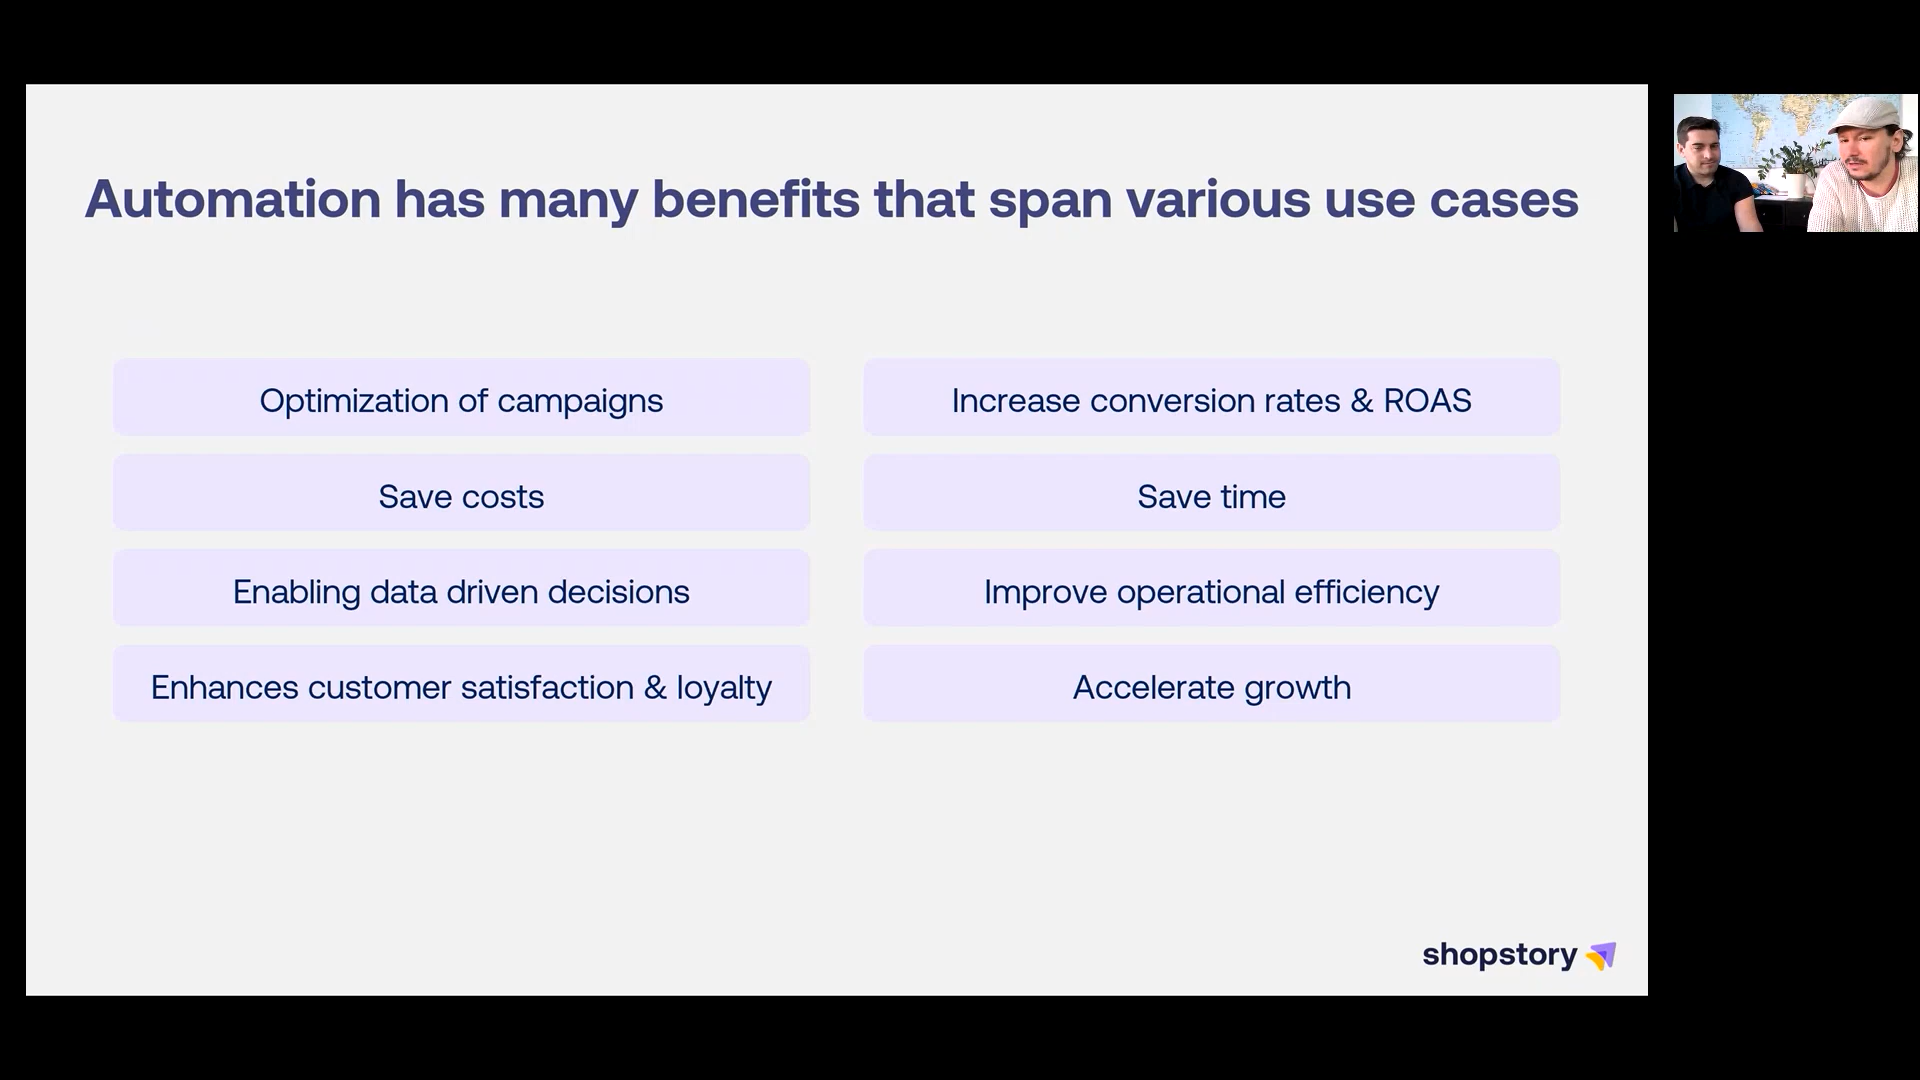 Automation has many benefits that span various use cases
Optimization of campaigns
Increase conversion rates & ROAS
Save costs
Save time
Enabling data driven decisions
Improve operational efficiency
Enhances customer satisfaction & loyalty
Accelerate growth
shopstory